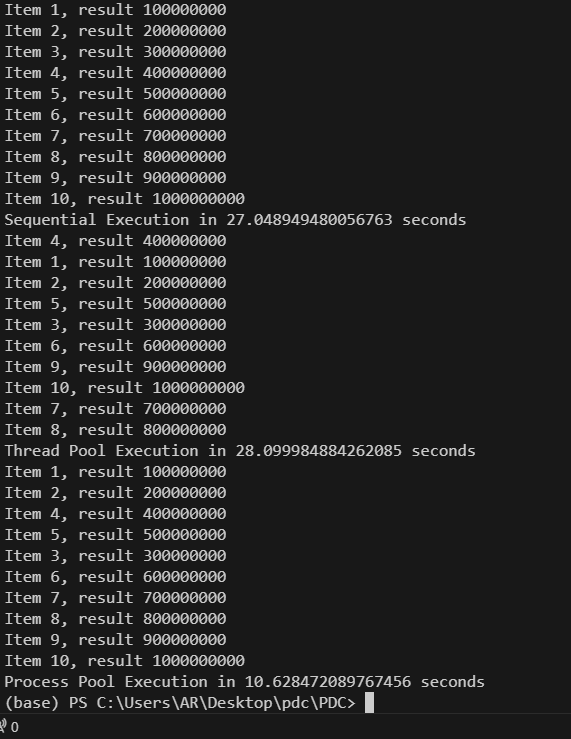 Item 1, result 100000000
Item 2, result 200000000
Item 3, result 300000000
Item 4, result 400000000
Item 5, result 500000000
Item 6, result 600000000
Item 7, result 700000000
Item 8, result 800000000
Item 9, result 900000000
Item 10, result 1000000000
Sequential Execution in 27.048949480056763 seconds
Item 4, result 400000000
Item 1, result 100000000
Item 2, result 200000000
Item 5, result 500000000
Item 3, result 300000000
Item 6, result 600000000
Item 9, result 900000000
Item 10, result 1000000000
Item 7, result 700000000
Item 8, result 800000000
Thread Pool Execution in 28.099984884262085 seconds
Item 1, result 100000000
Item 2, result 200000000
Item 4, result 400000000
Item 5, result 500000000
Item 3, result 300000000
Item 6, result 600000000
Item 7, result 700000000
Item 8, result 800000000
Item 9, result 900000000
Item 10, result 1000000000
Process Pool Execution in 10.628472089767456 seconds
(base) PS C:\Users\AR\Desktop\pdc\PDC>
0